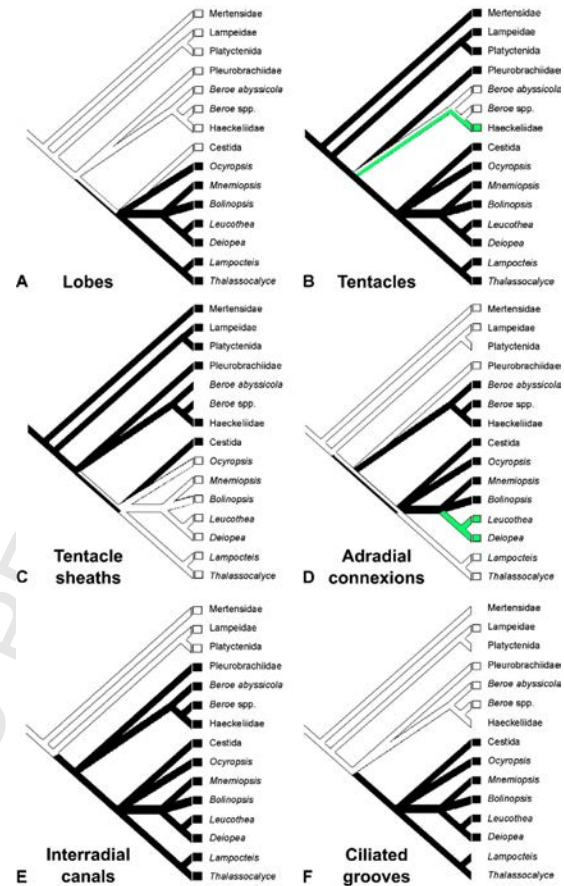 Mertensidae
Lampeidae
Platyctenida
Pleurobrachiidae
Beroe abyssicola
Beroe spp.
Haeckeliidae
Cestida
Ocyropsis
Mnemiopsis
Bolinopsis
Leucothea
Deiopea
Lampocteis
Thalassocalyce
A Lobes
Mertensidae
Lampeidae
Platyctenida
Pleurobrachiidae
Beroe abyssicola
Beroe spp.
Haeckeliidae
Cestida
Ocyropsis
Mnemiopsis
Bolinopsis
Leucothea
Deiopea
Lampocteis
Thalassocalyce
B Tentacles
Mertensidae
Lampeidae
Platyctenida
Pleurobrachiidae
Beroe abyssicola
Beroe spp.
Haeckeliidae
Cestida
Ocyropsis
Mnemiopsis
Bolinopsis
Leucothea
Deiopea
Lampocteis
Thalassocalyce
C Tentacle
sheaths
Mertensidae
Lampeidae
Platyctenida
Pleurobrachiidae
Beroe abyssicola
Beroe spp.
Haeckeliidae
Cestida
Ocyropsis
Mnemiopsis
Bolinopsis
Leucothea
Deiopea
Lampocteis
Thalassocalyce
D Adradial
connexions
Mertensidae
Lampeidae
Platyctenida
Pleurobrachiidae
Beroe abyssicola
Beroe spp.
Haeckeliidae
Cestida
Ocyropsis
Mnemiopsis
Bolinopsis
Leucothea
Deiopea
Lampocteis
Thalassocalyce
E Interradial
canals
Mertensidae
Lampeidae
Platyctenida
Pleurobrachiidae
Beroe abyssicola
Beroe spp.
Haeckeliidae
Cestida
Ocyropsis
Mnemiopsis
Bolinopsis
Leucothea
Deiopea
Lampocteis
Thalassocalyce
F Ciliated
grooves